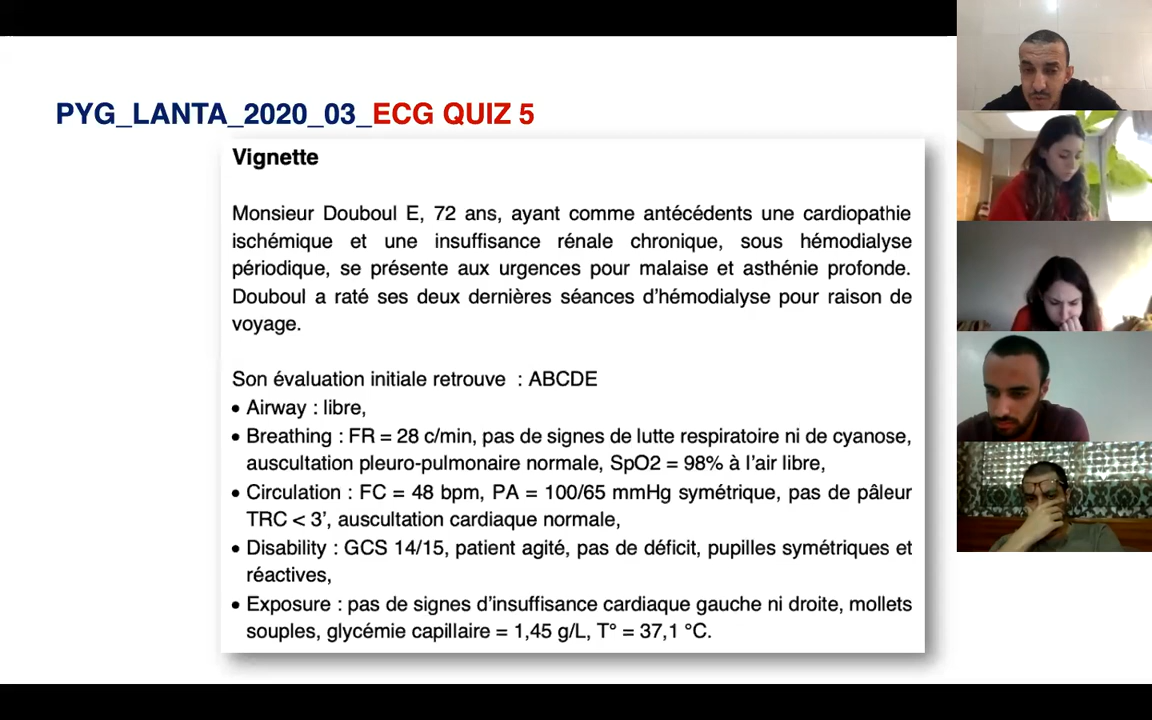 PYG_LANTA_2020_03_ECG QUIZ 5
Vignette
Monsieur Douboul E, 72 ans, ayant comme antécédents une cardiopathie
ischémique et une insuffisance rénale chronique, sous hémodialyse
périodique, se présente aux urgences pour malaise et asthénie profonde.
Douboul a raté ses deux dernières séances d'hémodialyse pour raison de
voyage.
Son évaluation initiale retrouve : ABCDE
• Airway : libre,
• Breathing : FR = 28 c/min, pas de signes de lutte respiratoire ni de cyanose,
auscultation pleuro-pulmonaire normale, SpO2 = 98% à l'air libre,
• Circulation : FC = 48 bpm, PA = 100/65 mmHg symétrique, pas de pâleur
TRC < 3', auscultation cardiaque normale,
• Disability : GCS 14/15, patient agité, pas de déficit, pupilles symétriques et
réactives,
• Exposure : pas de signes d'insuffisance cardiaque gauche ni droite, mollets
souples, glycémie capillaire = 1,45 g/L, T° = 37,1 °C.